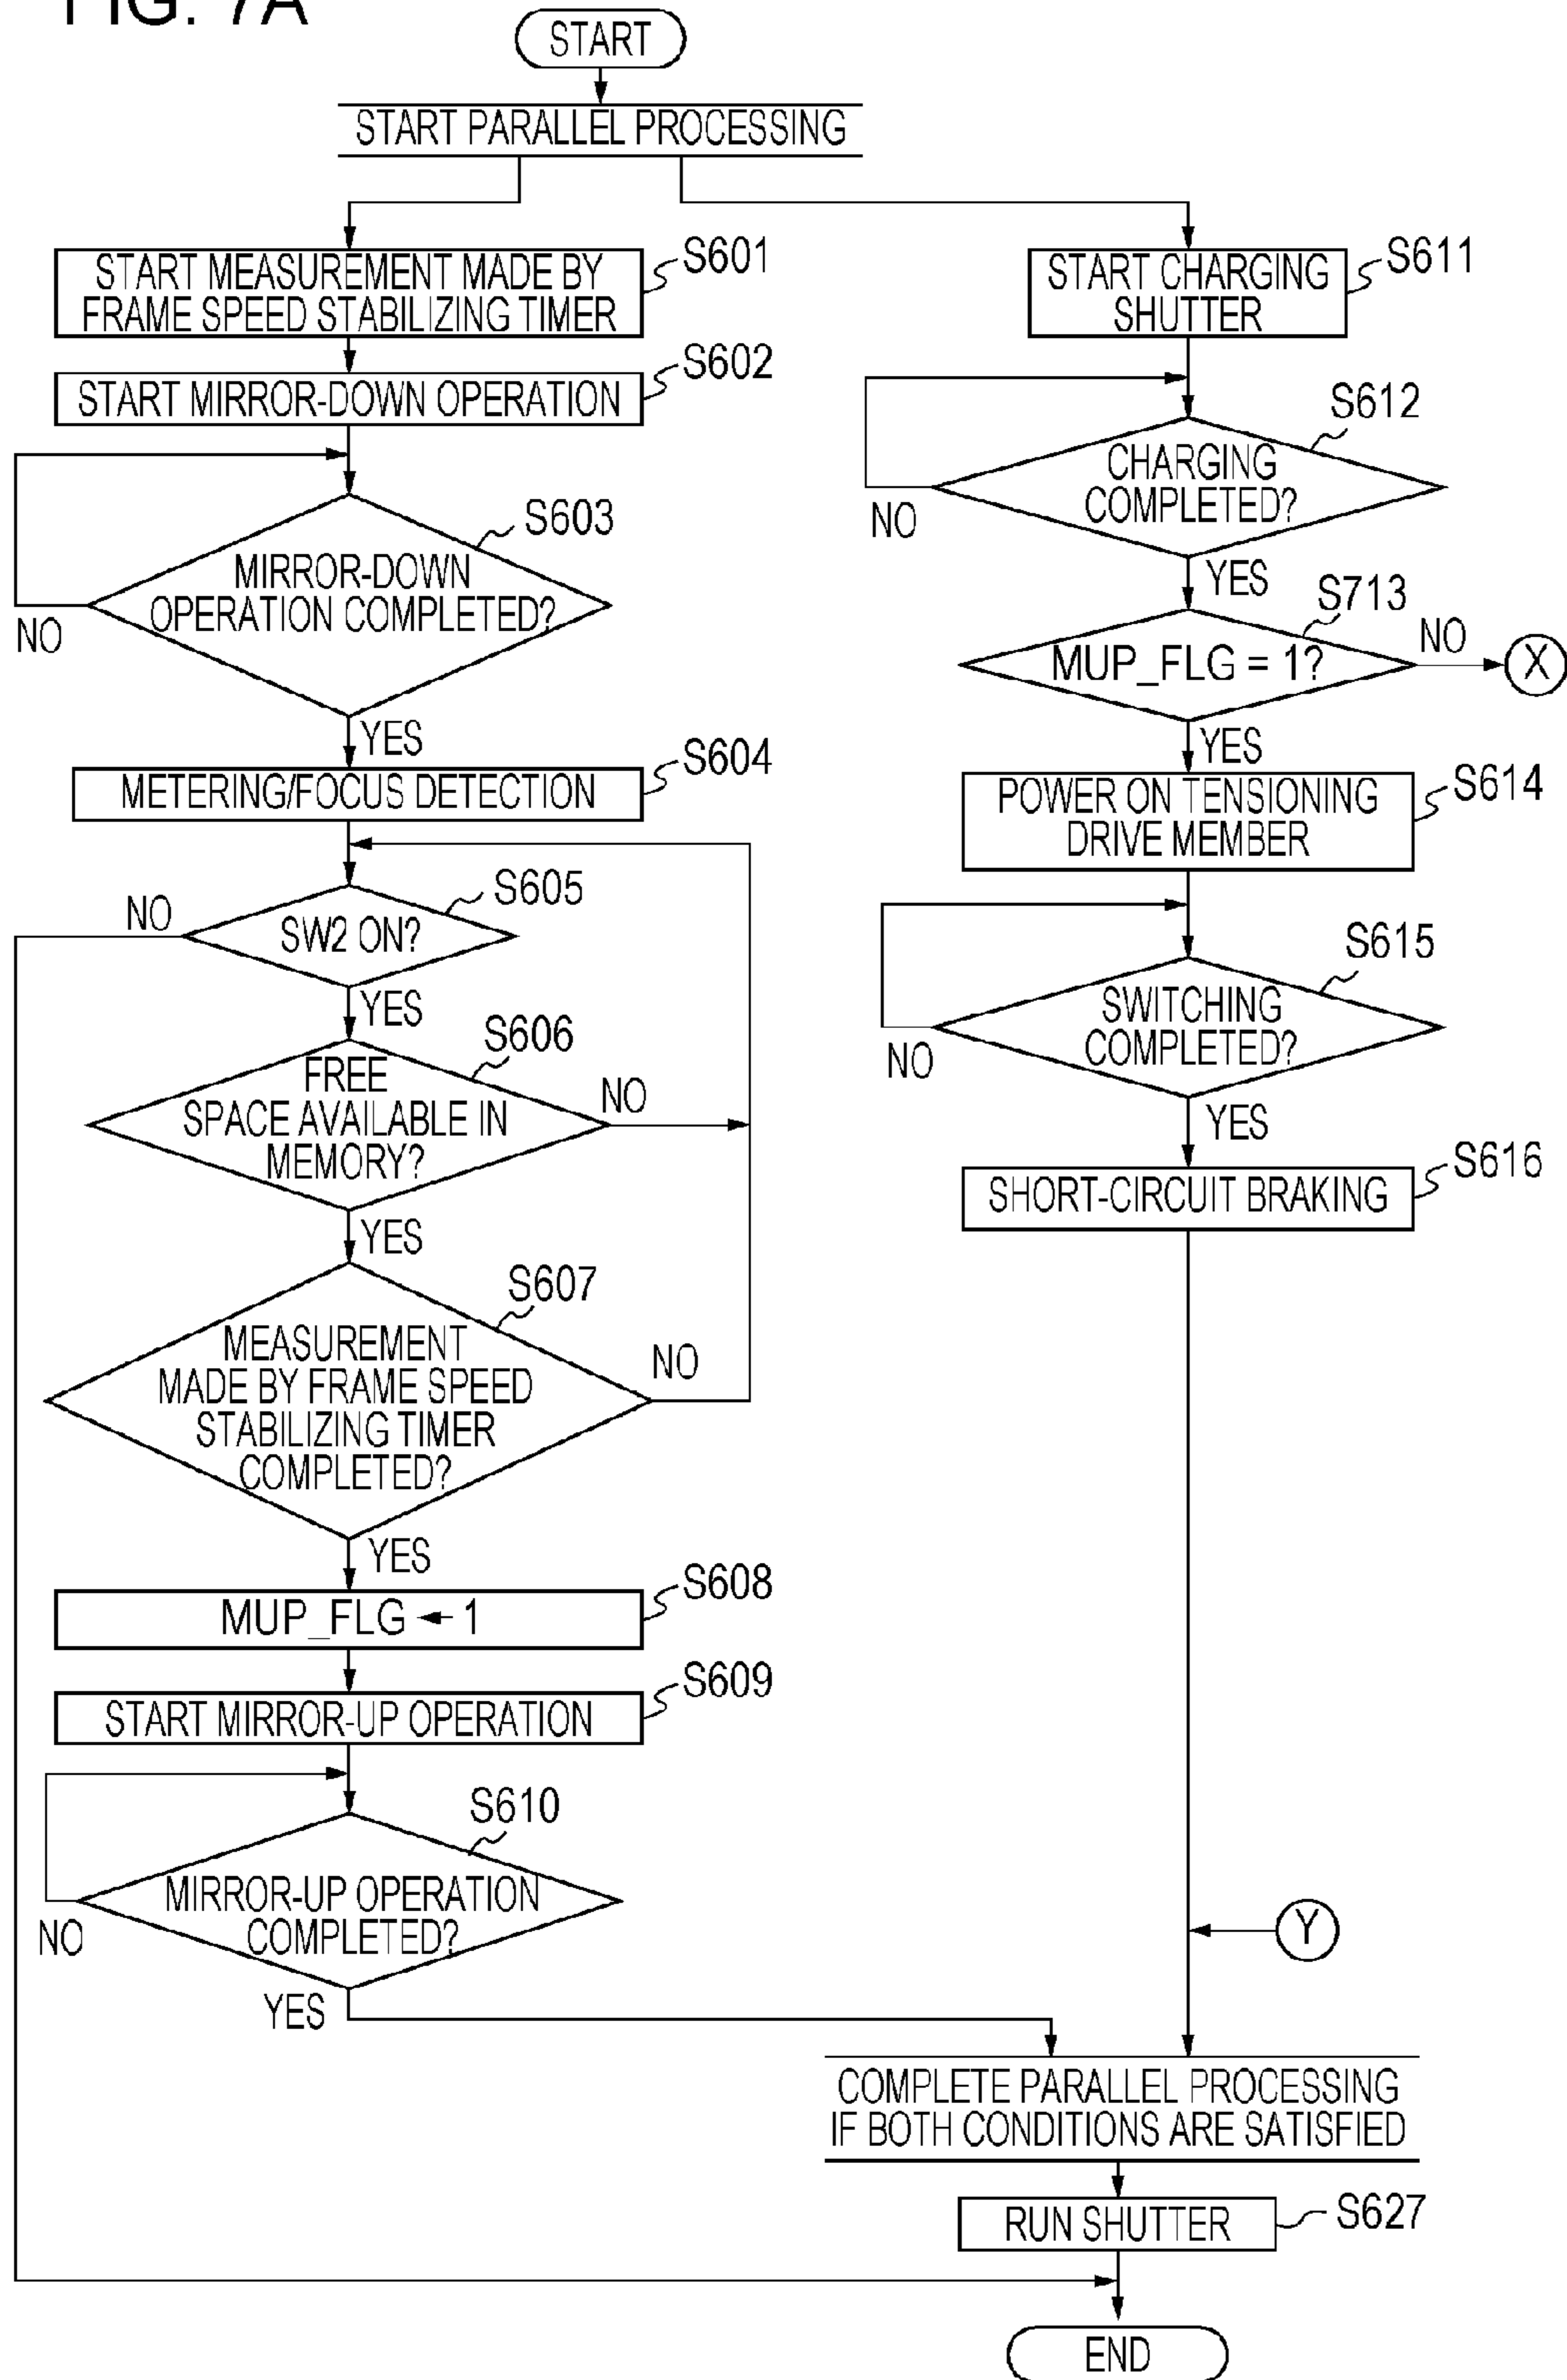 FIG. 7A
START
START PARALLEL PROCESSING
START MEASUREMENT MADE BY
FRAME SPEED STABILIZING TIMER
S601
START MIRROR-DOWN OPERATION
S602
MIRROR-DOWN
OPERATION COMPLETED?
S603
NO
YES
METERING/FOCUS DETECTION
S604
SW2 ON?
S605
NO
YES
FREE
SPACE AVAILABLE IN
MEMORY?
S606
NO
YES
MEASUREMENT
MADE BY FRAME SPEED
STABILIZING TIMER
COMPLETED?
S607
NO
YES
MUP_FLG ← 1
S608
START MIRROR-UP OPERATION
S609
MIRROR-UP OPERATION
COMPLETED?
S610
NO
YES
START CHARGING
SHUTTER
S611
CHARGING
COMPLETED?
S612
NO
YES
MUP_FLG = 1?
S713
NO
X
YES
POWER ON TENSIONING
DRIVE MEMBER
S614
SWITCHING
COMPLETED?
S615
NO
YES
SHORT-CIRCUIT BRAKING
S616
Y
COMPLETE PARALLEL PROCESSING
IF BOTH CONDITIONS ARE SATISFIED
RUN SHUTTER
S627
END